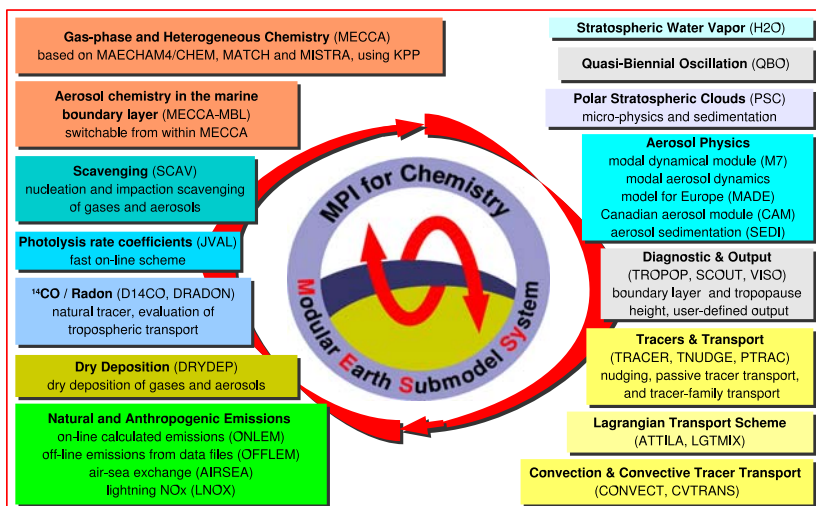 Gas-phase and Heterogeneous Chemistry (MECCA)
based on MAECHAM4/CHEM, MATCH and MISTRA, using KPP
Aerosol chemistry in the marine
boundary layer (MECCA-MBL)
switchable from within MECCA
Scavenging (SCAV)
nucleation and impaction scavenging
of gases and aerosols
Photolysis rate coefficients (JVAL)
fast on-line scheme
¹⁴CO / Radon (D14CO, DRADON)
natural tracer, evaluation of
tropospheric transport
Dry Deposition (DRYDEP)
dry deposition of gases and aerosols
Natural and Anthropogenic Emissions
on-line calculated emissions (ONLEM)
off-line emissions from data files (OFFLEM)
air-sea exchange (AIRSEA)
lightning NOx (LNOX)
MPI for Chemistry
Modular Earth Submodel System
Stratospheric Water Vapor (H2O)
Quasi-Biennial Oscillation (QBO)
Polar Stratospheric Clouds (PSC)
micro-physics and sedimentation
Aerosol Physics
modal dynamical module (M7)
modal aerosol dynamics
model for Europe (MADE)
Canadian aerosol module (CAM)
aerosol sedimentation (SEDI)
Diagnostic & Output
(TROPOP, SCOUT, VISO)
boundary layer and tropopause
height, user-defined output
Tracers & Transport
(TRACER, TNUDGE, PTRAC)
nudging, passive tracer transport,
and tracer-family transport
Lagrangian Transport Scheme
(ATTILA, LGTMIX)
Convection & Convective Tracer Transport
(CONVECT, CVTRANS)